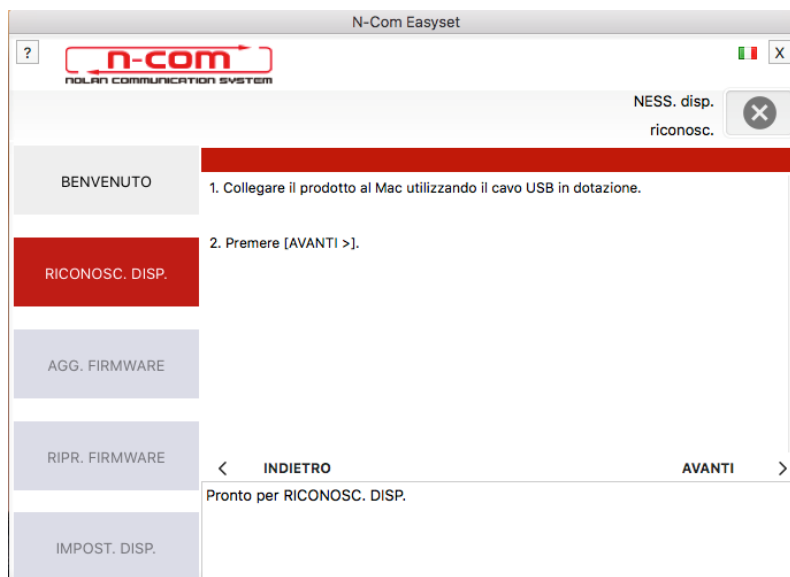 N-Com Easyset
?
n-com
NOLAN COMMUNICATION SYSTEM
X
NESS. disp.
riconosc.
BENVENUTO
1. Collegare il prodotto al Mac utilizzando il cavo USB in dotazione.
2. Premere [AVANTI >].
RICONOSC. DISP.
AGG. FIRMWARE
RIPR. FIRMWARE
< INDIETRO
AVANTI >
Pronto per RICONOSC. DISP.
IMPOST. DISP.